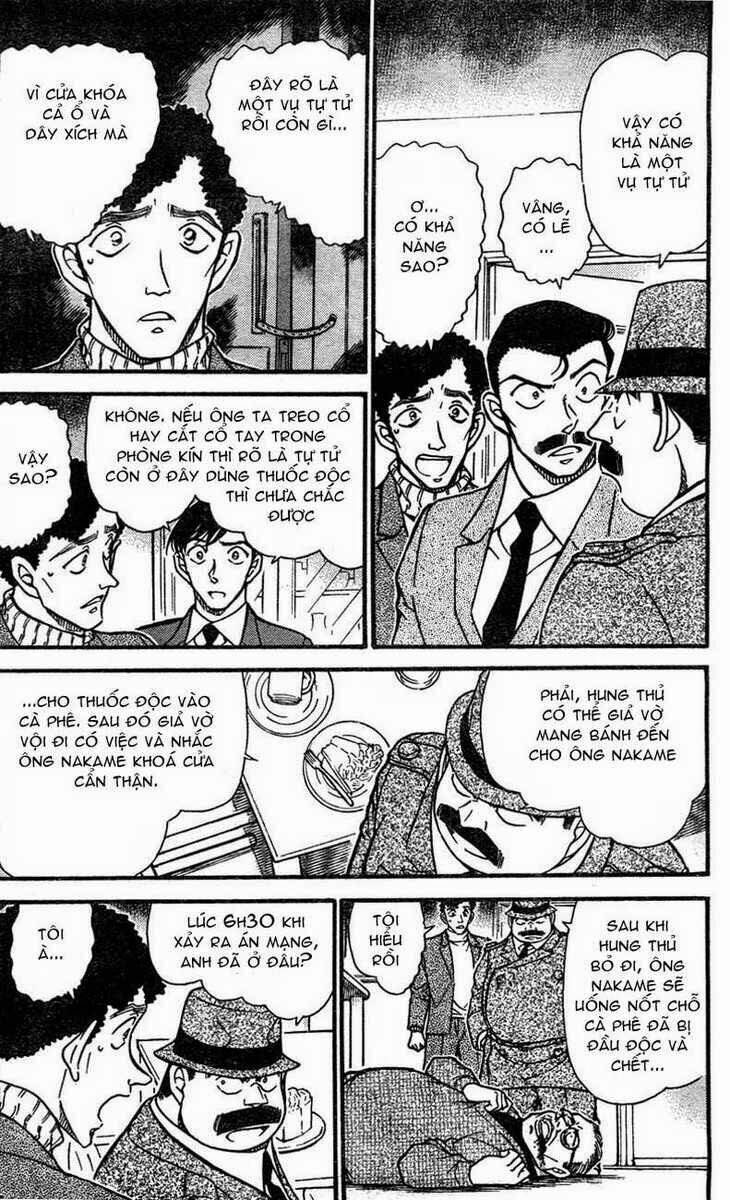 VẬY CÓ
KHẢ NĂNG
LÀ MỘT
VỤ TỰ TỬ
VÂNG,
CÓ LẼ
...
Ơ...
CÓ KHẢ
NĂNG
SAO?
ĐÂY RÕ LÀ
MỘT VỤ TỰ TỬ
RỒI CÒN GÌ...
VÌ CỬA KHÓA
CẢ Ổ VÀ
DÂY XÍCH MÀ
KHÔNG. NẾU ÔNG TA TREO CỔ
HAY CẮT CỔ TAY TRONG
PHÒNG KÍN THÌ RÕ LÀ TỰ TỬ
CÒN Ở ĐÂY DÙNG THUỐC ĐỘC
THÌ CHƯA CHẮC
ĐƯỢC
VẬY
SAO?
PHẢI, HUNG THỦ
CÓ THỂ GIẢ VỜ
MANG BÁNH ĐẾN
CHO ÔNG NAKAME
...CHO THUỐC ĐỘC VÀO
CÀ PHÊ. SAU ĐÓ GIẢ VỜ
VỘI ĐI CÓ VIỆC VÀ NHẮC
ÔNG NAKAME KHOÁ CỬA
CẨN THẬN.
SAU KHI
HUNG THỦ
BỎ ĐI, ÔNG
NAKAME SẼ
UỐNG NỐT CHỖ
CÀ PHÊ ĐÃ BỊ
ĐẦU ĐỘC VÀ
CHẾT...
TÔI
HIỂU
RỒI
LÚC 6H30 KHI
XẢY RA ÁN MẠNG,
ANH ĐÃ Ở ĐÂU?
TÔI
À...